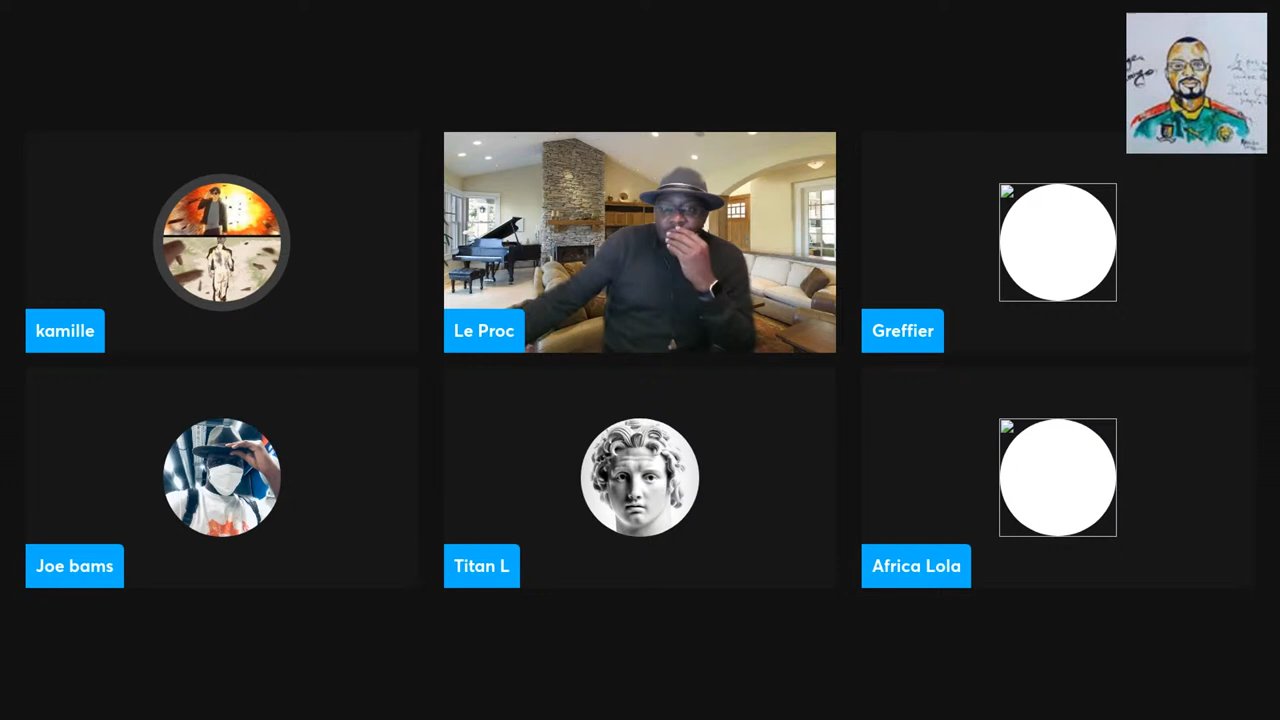 kamille
Le Proc
Greffier
Joe bams
Titan L
Africa Lola